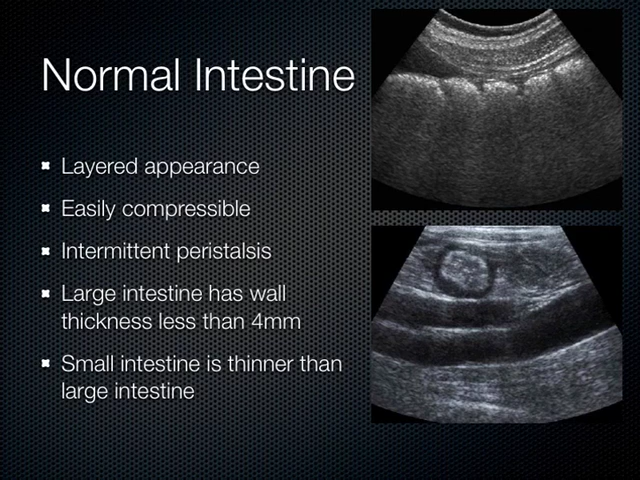 Normal Intestine
Layered appearance
Easily compressible
Intermittent peristalsis
Large intestine has wall
thickness less than 4mm
Small intestine is thinner than
large intestine